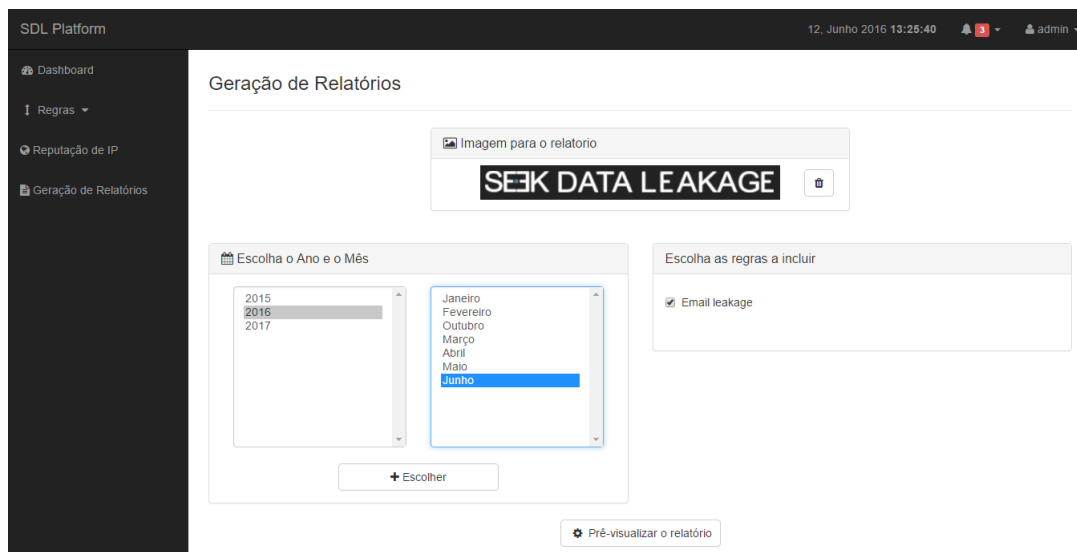 SDL Platform
12, Junho 2016 13:25:40
3
admin
Dashboard
Regras
Reputação de IP
Geração de Relatórios
Geração de Relatórios
Imagem para o relatorio
SEEK DATA LEAKAGE
Escolha o Ano e o Mês
2015
2016
2017
Janeiro
Fevereiro
Outubro
Março
Abril
Maio
Junho
Escolher
Escolha as regras a incluir
Email leakage
Pré-visualizar o relatório